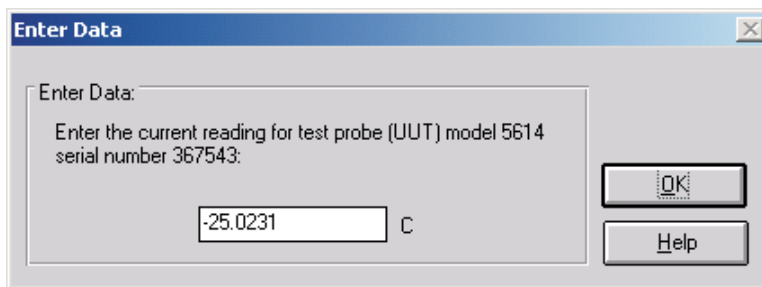 Enter Data
Enter Data:
Enter the current reading for test probe (UUT) model 5614
serial number 367543:
-25.0231 C
OK
Help